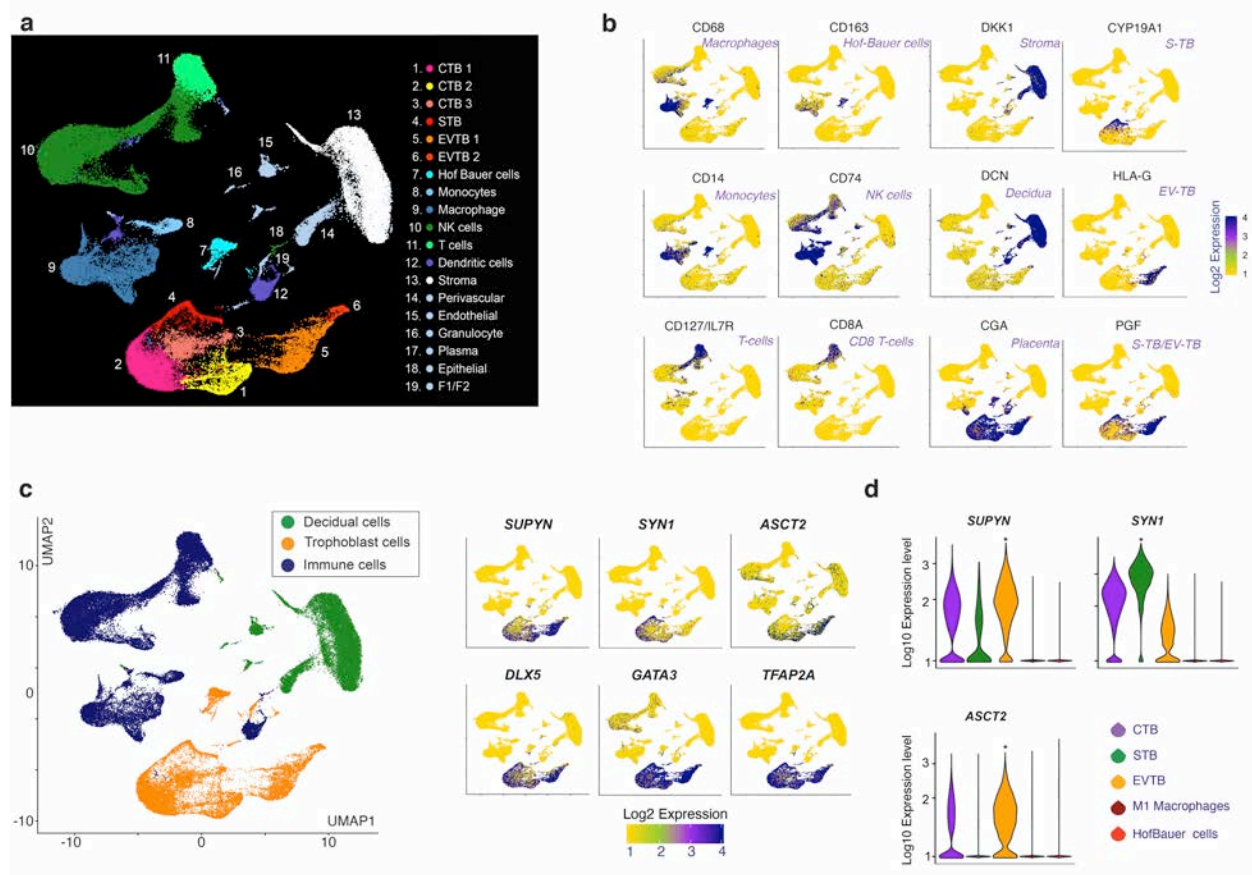 a
11
10
13
15
16
8
18
7
14
9
19
12
4
6
3
5
2
1
1. CTB 1
2. CTB 2
3. CTB 3
4. STB
5. EVTB 1
6. EVTB 2
7. Hof Bauer cells
8. Monocytes
9. Macrophage
10 NK cells
11. T cells
12. Dendritic cells
13. Stroma
14. Perivascular
15. Endothelial
16. Granulocyte
17. Plasma
18. Epithelial
19. F1/F2
b
CD68 CD163 DKK1 CYP19A1
Macrophages Hof-Bauer cells Stroma S-TB
CD14 CD74 DCN HLA-G
Monocytes NK cells Decidua EV-TB
CD127/IL7R CD8A CGA PGF
T-cells CD8 T-cells Placenta S-TB/EV-TB
Log2 Expression
4
3
2
1
c
UMAP2
10
0
-10
-10 0 10
UMAP1
Decidual cells
Trophoblast cells
Immune cells
SUPYN SYN1 ASCT2
DLX5 GATA3 TFAP2A
Log2 Expression
1 2 3 4
d
SUPYN SYN1
* *
Log10 Expression level
3
2
1
1
ASCT2
*
Log10 Expression level
3
2
1
CTB
STB
EVTB
M1 Macrophages
HofBauer cells